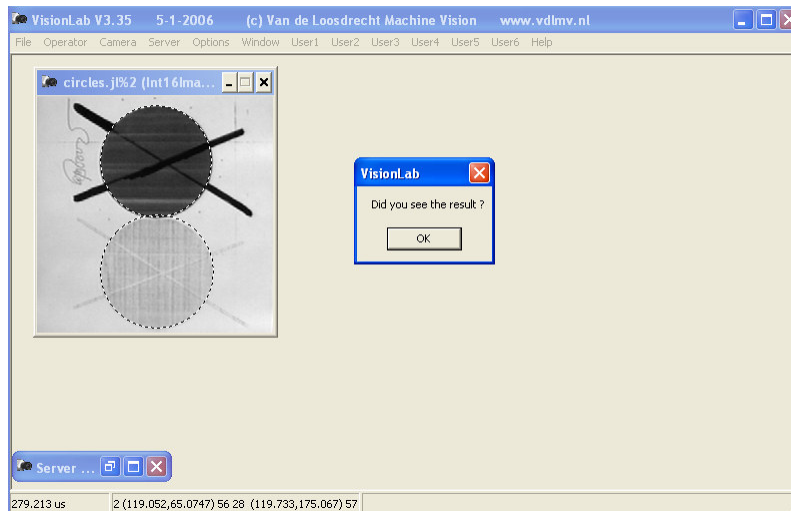 VisionLab V3.35 5-1-2006 (c) Van de Loosdrecht Machine Vision www.vdlmv.nl
File Operator Camera Server Options Window User1 User2 User3 User4 User5 User6 Help
circles.jl%2 (Int16Ima...
VisionLab
Did you see the result ?
OK
Server ...
279.213 us 2 (119.052,65.0747) 56 28 (119.733,175.067) 57